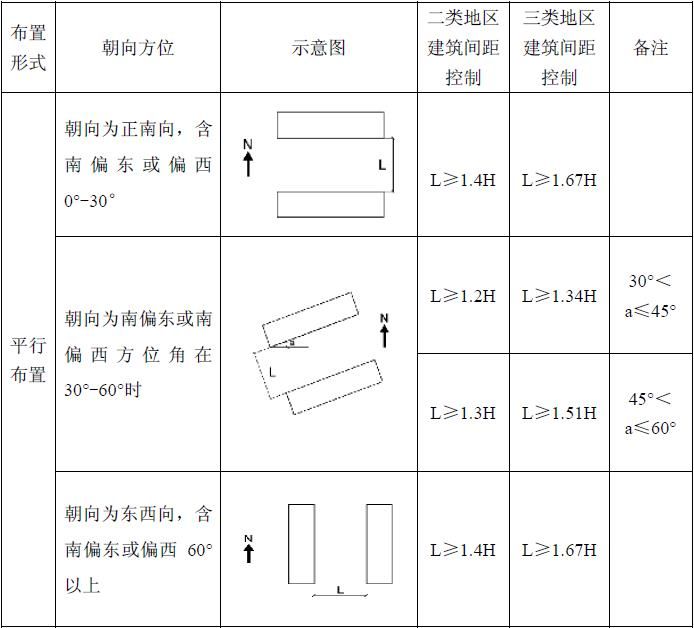 布置
形式
朝向方位
示意图
二类地区
建筑间距
控制
三类地区
建筑间距
控制
备注
平行
布置
朝向为正南向，含
南偏东或偏西
0°-30°
N
L
L≥1.4H
L≥1.67H
朝向为南偏东或南
偏西方位角在
30°-60°时
N
a
L
L≥1.2H
L≥1.34H
30°＜
a≤45°
L≥1.3H
L≥1.51H
45°＜
a≤60°
朝向为东西向，含
南偏东或偏西 60°
以上
N
L
L≥1.4H
L≥1.67H